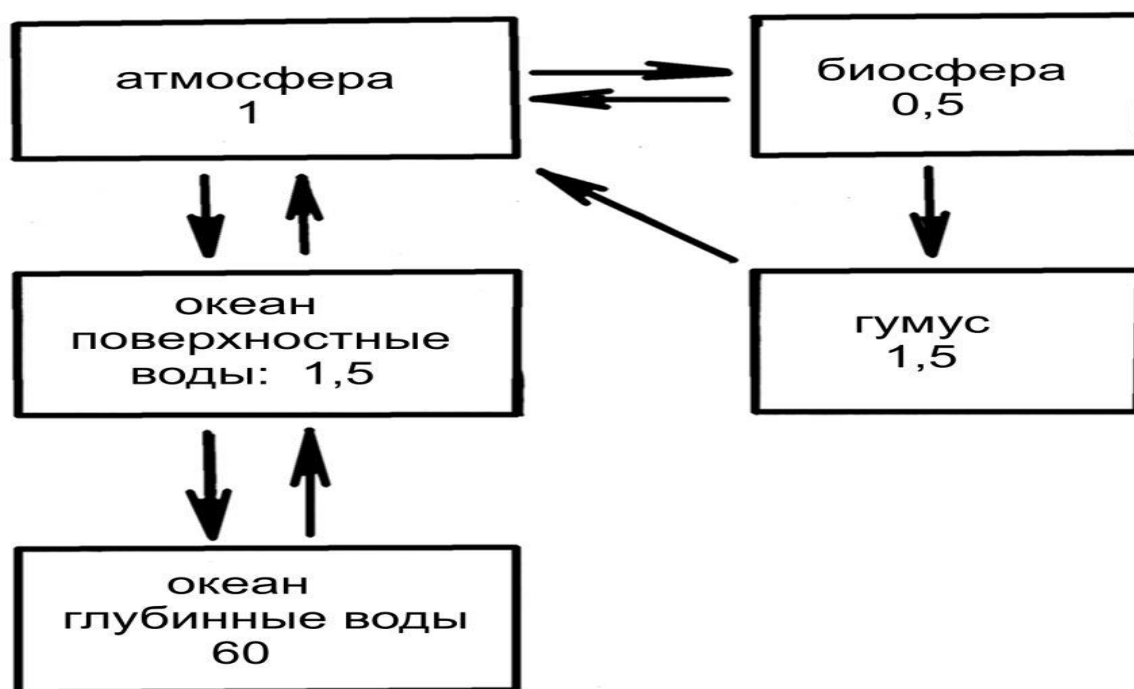 атмосфера
1
биосфера
0,5
океан
поверхностные
воды: 1,5
гумус
1,5
океан
глубинные воды
60